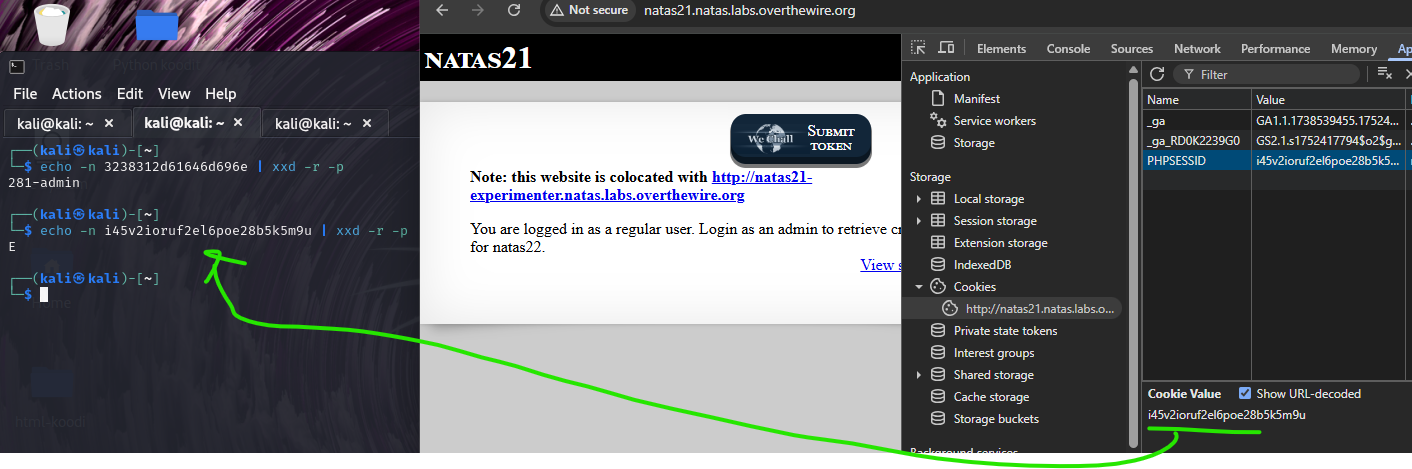 Not secure natas21.natas.labs.overthewire.org
NATAS21
Elements Console Sources Network Performance Memory
File Actions Edit View Help
kali@kali: ~ × kali@kali: ~ × kali@kali: ~ ×
┌──(kali㉿kali)-[~]
└─$ echo -n 3238312d61646d696e | xxd -r -p
281-admin
┌──(kali㉿kali)-[~]
└─$ echo -n i45v2ioruf2el6poe28b5k5m9u | xxd -r -p
E
┌──(kali㉿kali)-[~]
└─$
We Chall
SUBMIT
TOKEN
Note: this website is colocated with http://natas21-
experimenter.natas.labs.overthewire.org
You are logged in as a regular user. Login as an admin to retrieve
for natas22.
View
Application
Manifest
Service workers
Storage
Storage
Local storage
Session storage
Extension storage
IndexedDB
Cookies
http://natas21.natas.labs.o...
Private state tokens
Interest groups
Shared storage
Cache storage
Storage buckets
Background services
Filter
Name Value
_ga GA1.1.1738539455.17524...
_ga_RD0K2239G0 GS2.1.s1752417794$o2$g...
PHPSESSID i45v2ioruf2el6poe28b5k5...
Cookie Value Show URL-decoded
i45v2ioruf2el6poe28b5k5m9u